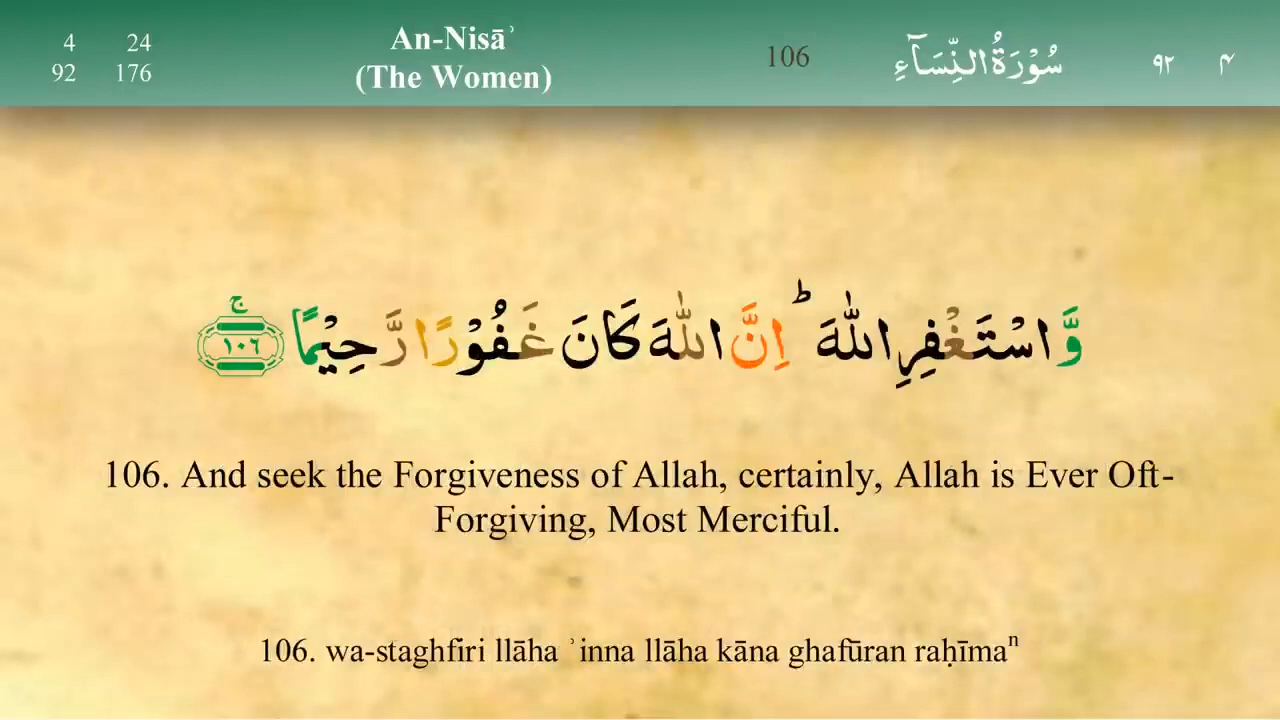 4 24 An-Nisāʾ
92 176 (The Women) 106 سُوْرَةُ النِّسَآءِ ٩٢ ٤
وَّاسْتَغْفِرِ اللّٰهَ ؕ اِنَّ اللّٰهَ كَانَ غَفُوْرًا رَّحِيْمًا ۚ ١٠٦
106. And seek the Forgiveness of Allah, certainly, Allah is Ever Oft-
Forgiving, Most Merciful.
106. wa-staghfiri llāha ʾinna llāha kāna ghafūran raḥīmaⁿ